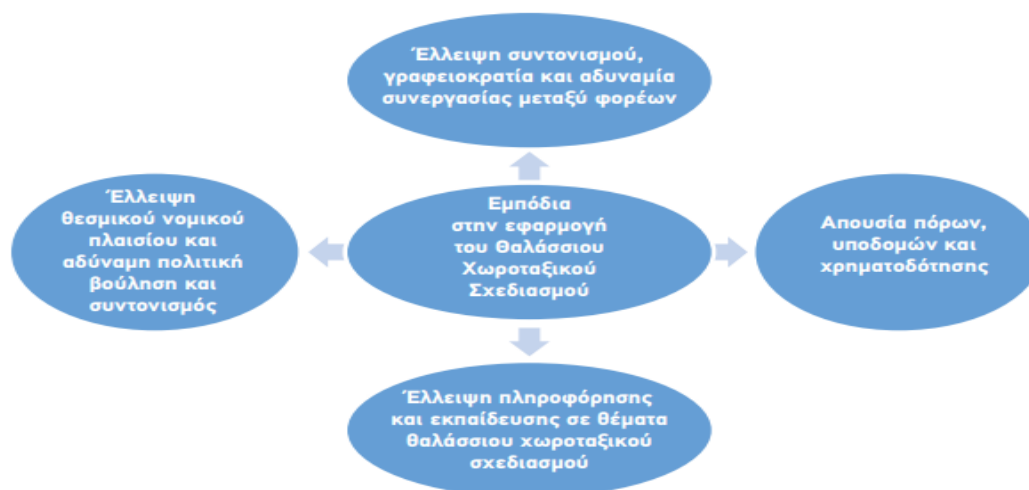 Έλλειψη συντονισμού,
γραφειοκρατία και αδυναμία
συνεργασίας μεταξύ φορέων
Έλλειψη
θεσμικού νομικού
πλαισίου και
αδύναμη πολιτική
βούληση και
συντονισμός
Εμπόδια
στην εφαρμογή
του Θαλάσσιου
Χωροταξικού
Σχεδιασμού
Απουσία πόρων,
υποδομών και
χρηματοδότησης
Έλλειψη πληροφόρησης
και εκπαίδευσης σε θέματα
θαλάσσιου χωροταξικού
σχεδιασμού